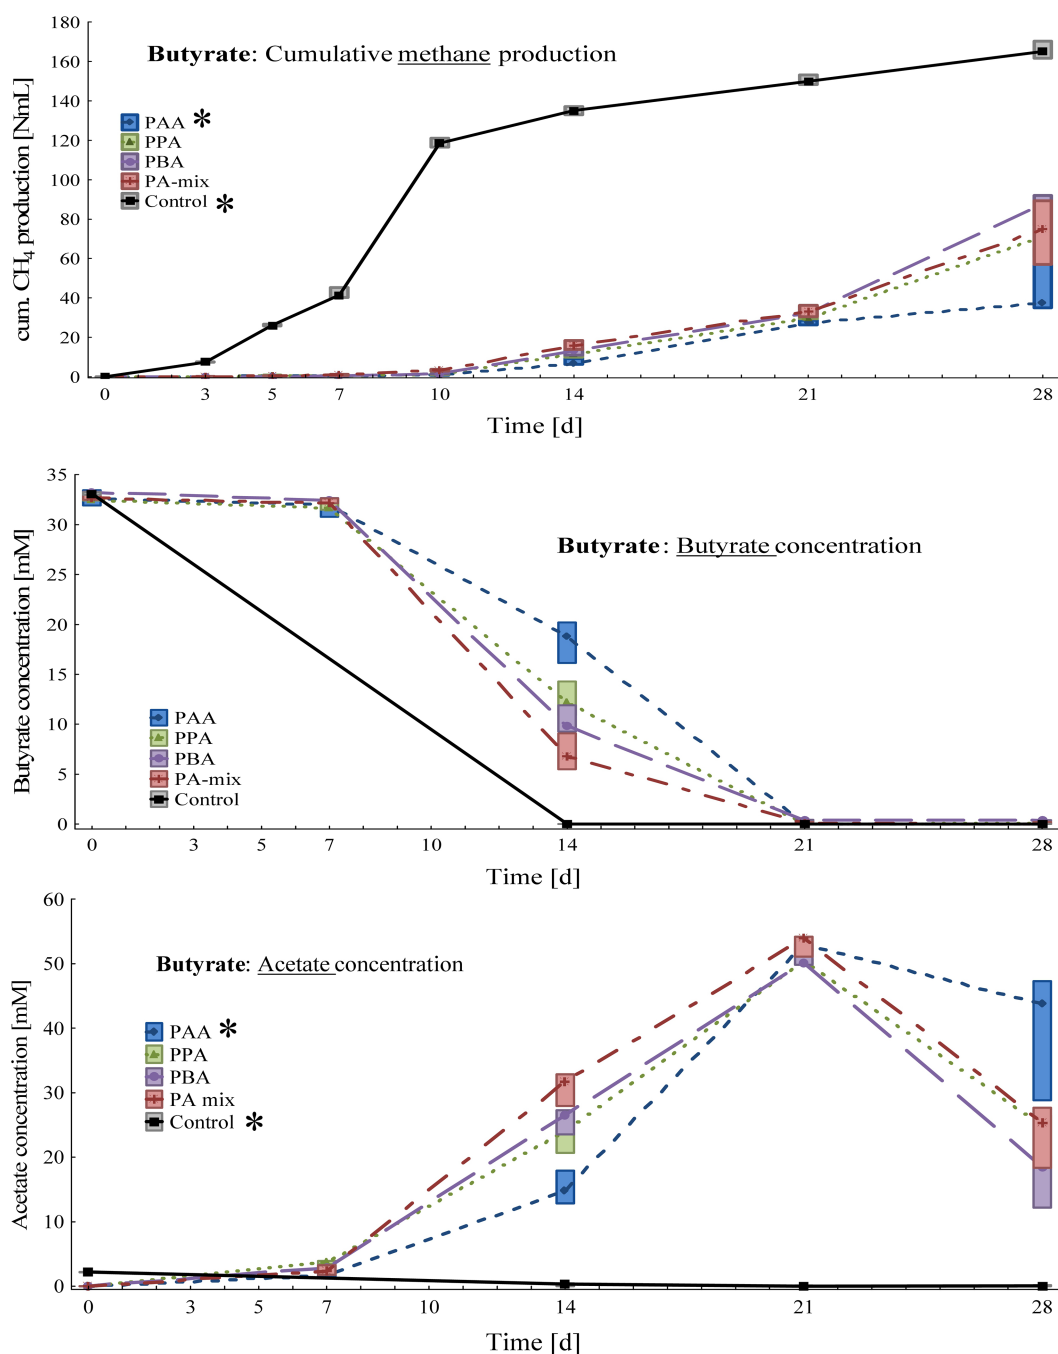 180
160
140
120
100
80
60
40
20
0
cum. CH4 production [NmL]
Butyrate: Cumulative methane production
PAA *
PPA
PBA
PA-mix
Control *
0 3 5 7 10 14 21 28
Time [d]
35
30
25
20
15
10
5
0
Butyrate concentration [mM]
Butyrate: Butyrate concentration
PAA
PPA
PBA
PA-mix
Control
0 3 5 7 10 14 21 28
Time [d]
60
50
40
30
20
10
0
Acetate concentration [mM]
Butyrate: Acetate concentration
PAA *
PPA
PBA
PA mix
Control *
0 3 5 7 10 14 21 28
Time [d]